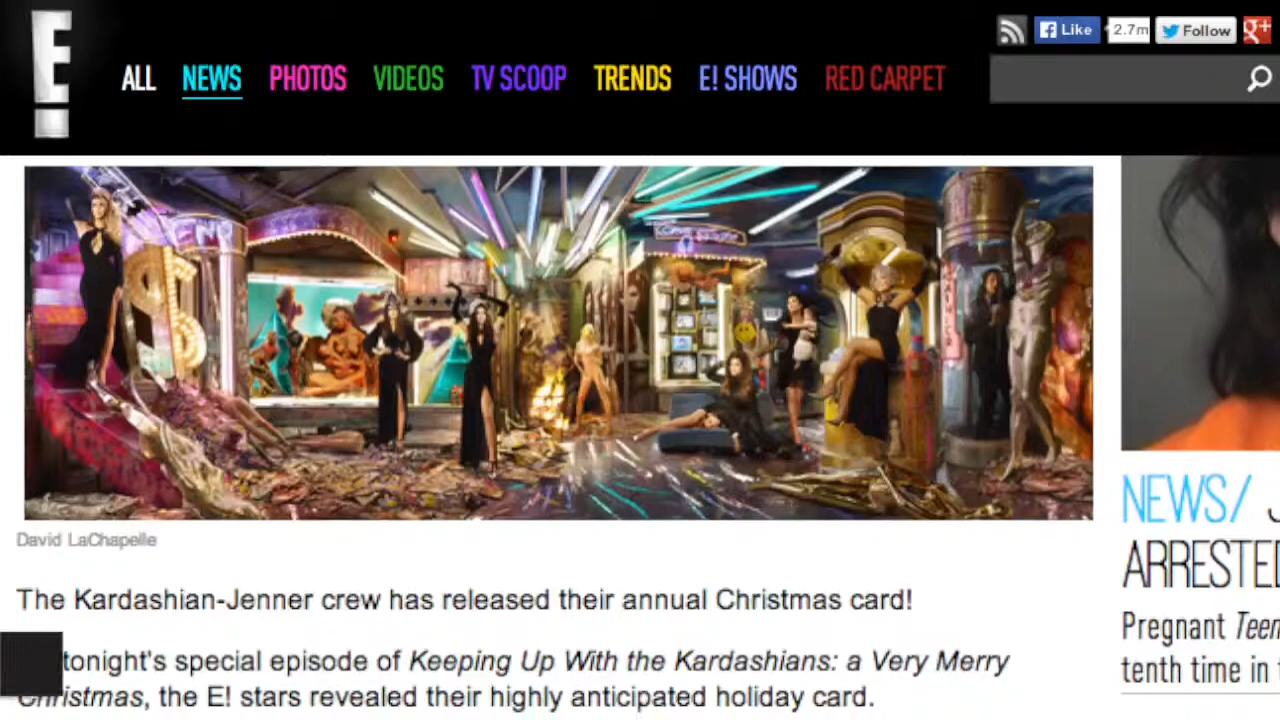 E!
ALL NEWS PHOTOS VIDEOS TV SCOOP TRENDS E! SHOWS RED CARPET
Like 2.7m Follow g+
David LaChapelle
The Kardashian-Jenner crew has released their annual Christmas card!
tonight's special episode of Keeping Up With the Kardashians: a Very Merry
Christmas, the E! stars revealed their highly anticipated holiday card.
NEWS/
ARRESTED
Pregnant Teen
tenth time in